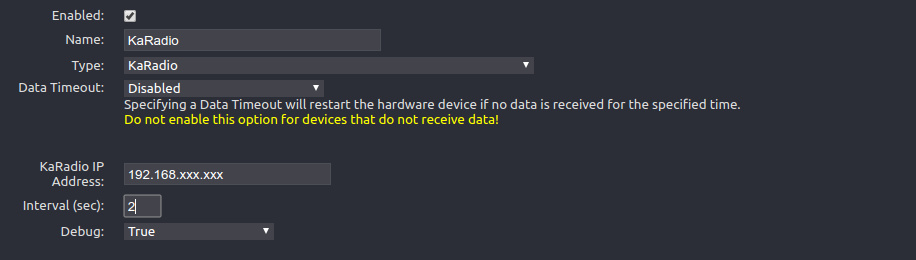 Enabled:
Name: KaRadio
Type: KaRadio
Data Timeout: Disabled
Specifying a Data Timeout will restart the hardware device if no data is received for the specified time.
Do not enable this option for devices that do not receive data!
KaRadio IP
Address: 192.168.xxx.xxx
Interval (sec): 2
Debug: True